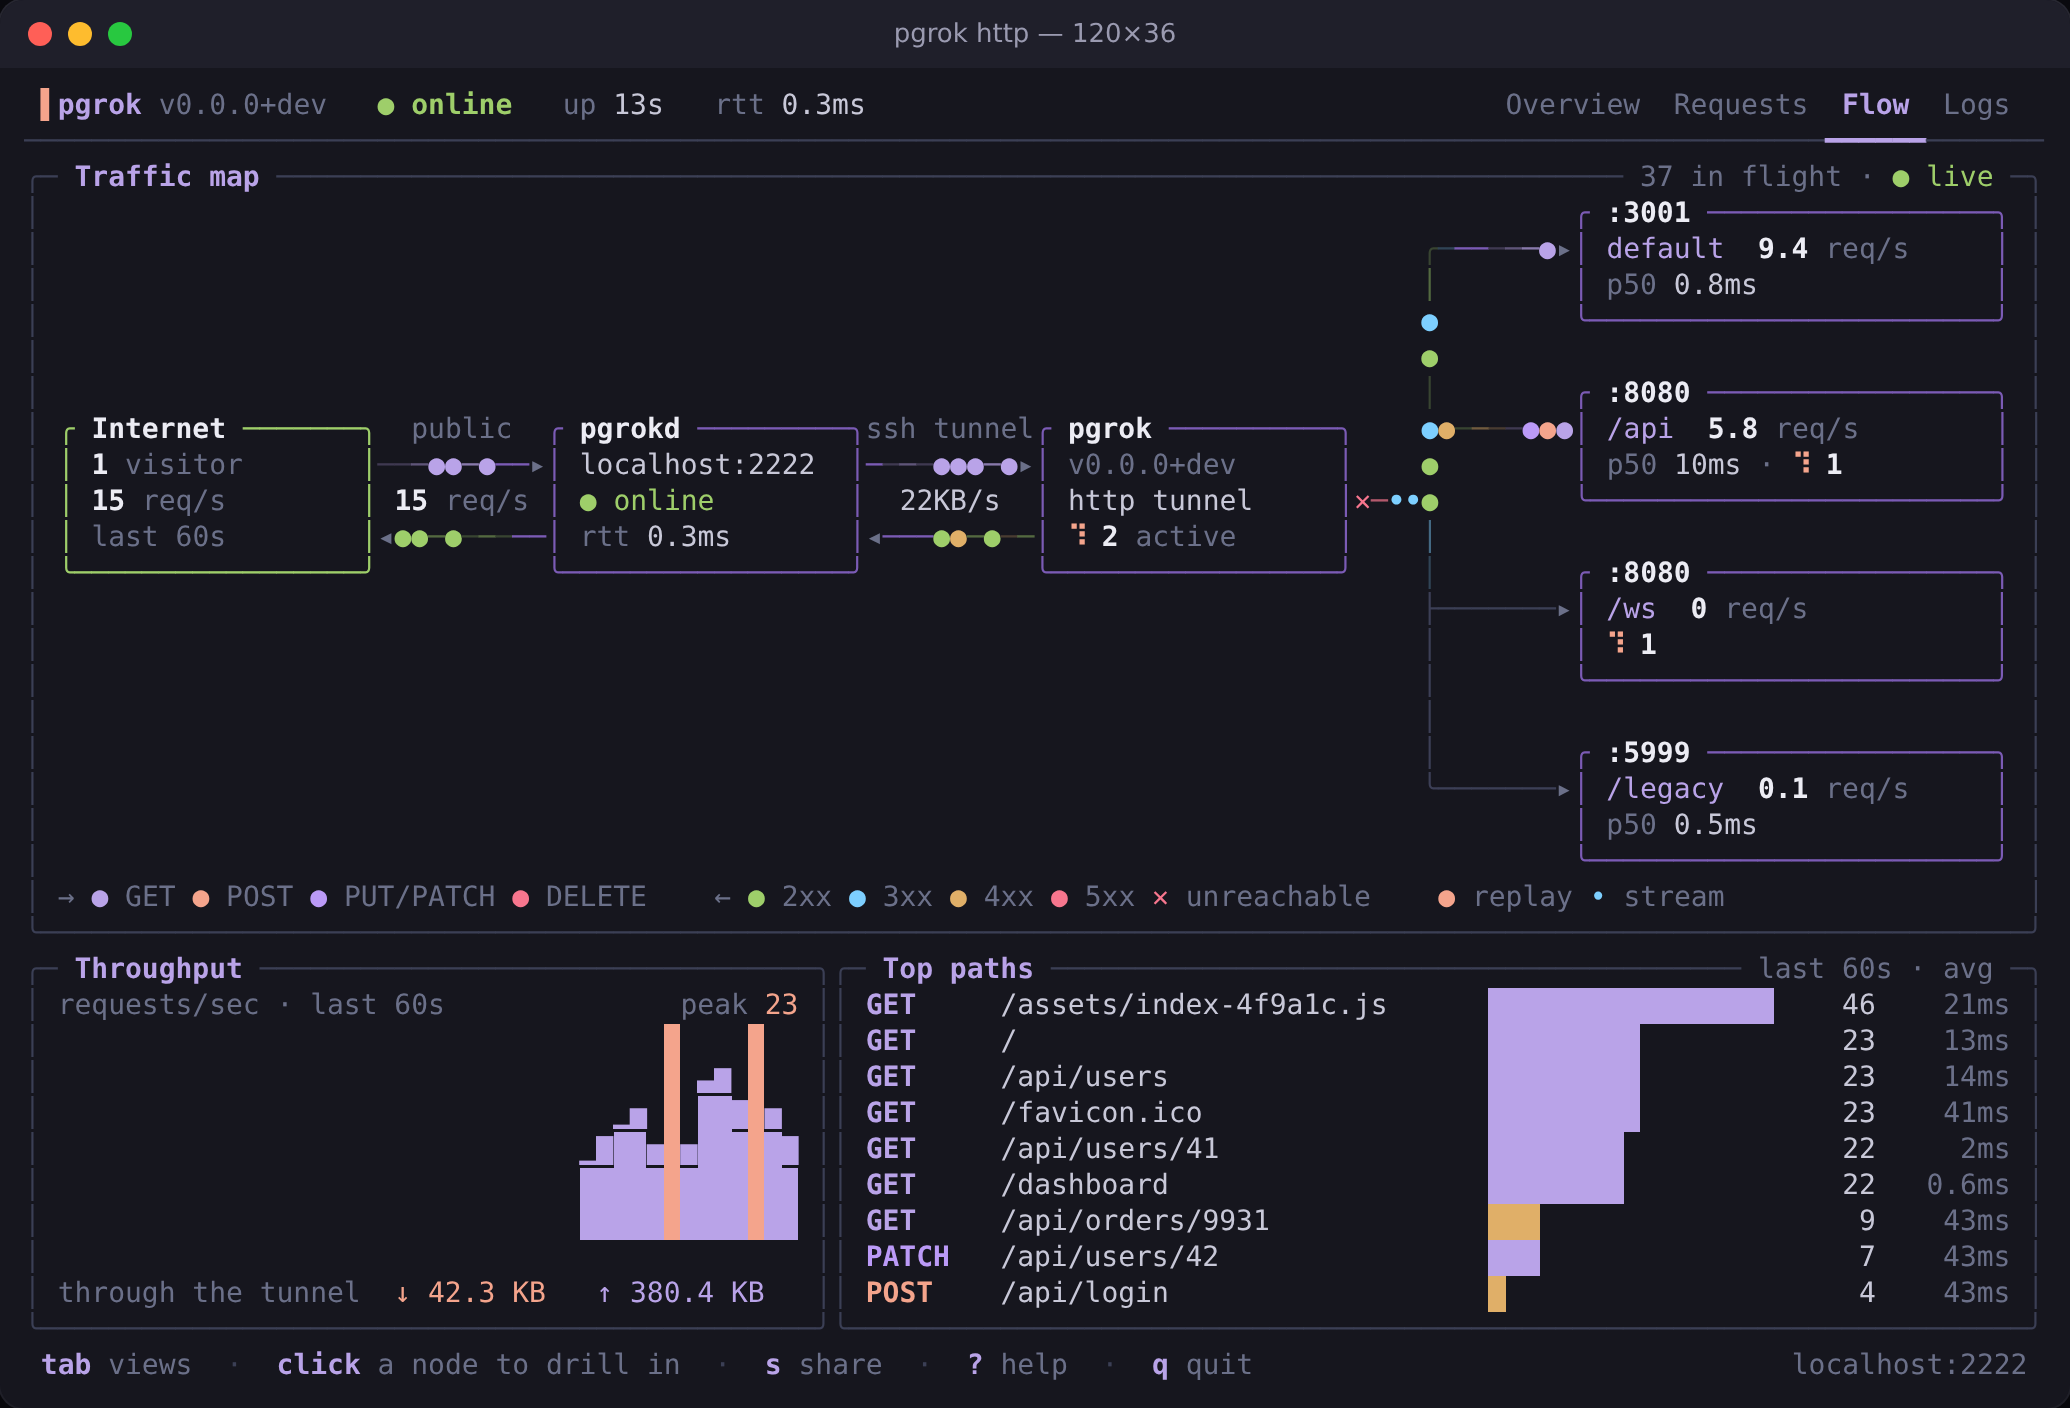 pgrok http — 120×36
pgrok v0.0.0+dev ● online up 13s rtt 0.3ms Overview Requests Flow Logs
Traffic map 37 in flight · ● live
:3001
default 9.4 req/s
p50 0.8ms
:8080
/api 5.8 req/s
p50 10ms · ⠹ 1
Internet
1 visitor
15 req/s
last 60s
public
15 req/s
pgrokd
localhost:2222
● online
rtt 0.3ms
ssh tunnel
22KB/s
pgrok
v0.0.0+dev
http tunnel
⠹ 2 active
:8080
/ws 0 req/s
⠹ 1
:5999
/legacy 0.1 req/s
p50 0.5ms
→ ● GET ● POST ● PUT/PATCH ● DELETE ← ● 2xx ● 3xx ● 4xx ● 5xx × unreachable ● replay • stream
Throughput
requests/sec · last 60s peak 23
through the tunnel ↓ 42.3 KB ↑ 380.4 KB
Top paths last 60s · avg
GET /assets/index-4f9a1c.js 46 21ms
GET / 23 13ms
GET /api/users 23 14ms
GET /favicon.ico 23 41ms
GET /api/users/41 22 2ms
GET /dashboard 22 0.6ms
GET /api/orders/9931 9 43ms
PATCH /api/users/42 7 43ms
POST /api/login 4 43ms
tab views · click a node to drill in · s share · ? help · q quit localhost:2222